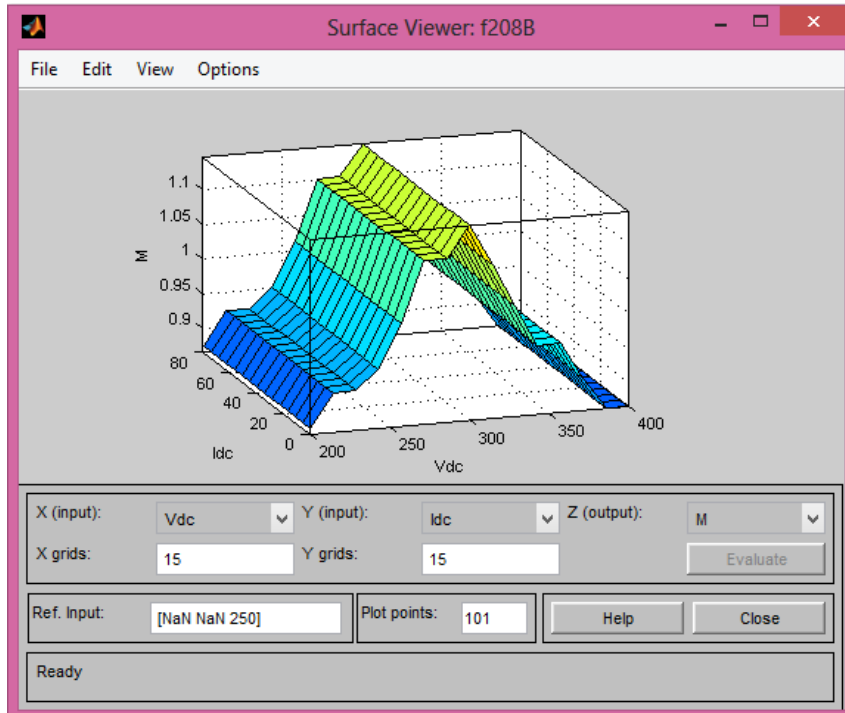 Surface Viewer: f208B
File Edit View Options
1.1
1.05
1
0.95
0.9
M
80
60
40
20
0
Idc
200
250
300
350
400
Vdc
X (input): Vdc Y (input): Idc Z (output): M
X grids: 15 Y grids: 15 Evaluate
Ref. Input: [NaN NaN 250] Plot points: 101 Help Close
Ready